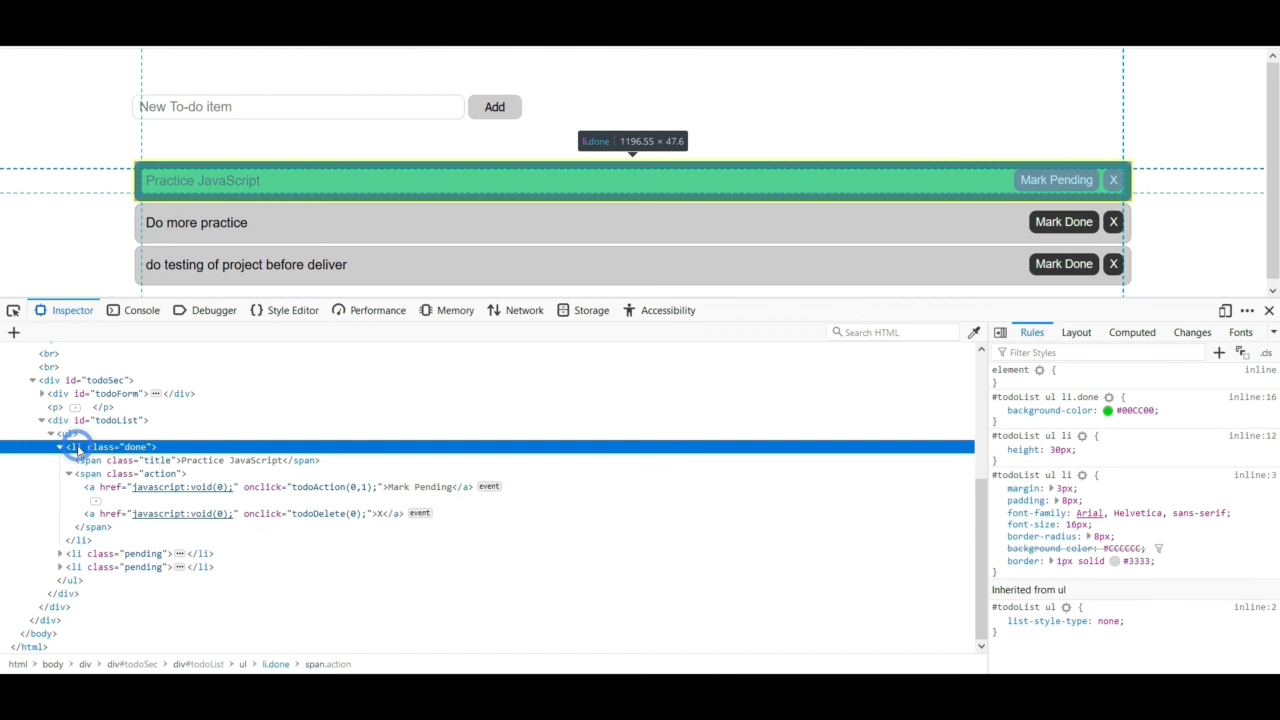 New To-do item Add
li.done 1196.55 × 47.6
Practice JavaScript Mark Pending X
Do more practice Mark Done X
do testing of project before deliver Mark Done X
Inspector Console Debugger {} Style Editor Performance Memory Network Storage Accessibility
+ Search HTML Rules Layout Computed Changes Fonts
Filter Styles + .cls
<br>
<br>
<div id="todoSec">
<div id="todoForm"> </div>
<p> </p>
<div id="todoList">
<ul>
<li class="done">
<span class="title">Practice JavaScript</span>
<span class="action">
<a href="javascript:void(0);" onclick="todoAction(0,1);">Mark Pending</a> event
<a href="javascript:void(0);" onclick="todoDelete(0);">X</a> event
</span>
</li>
<li class="pending"> </li>
<li class="pending"> </li>
</ul>
</div>
</div>
</div>
</body>
</html>
element { inline
}
#todoList ul li.done { inline:16
background-color: #00CC00;
}
#todoList ul li { inline:12
height: 30px;
}
#todoList ul li { inline:3
margin: 3px;
padding: 8px;
font-family: Arial, Helvetica, sans-serif;
font-size: 16px;
border-radius: 8px;
background-color: #CCCCCC;
border: 1px solid #3333;
}
Inherited from ul
#todoList ul { inline:2
list-style-type: none;
}
html > body > div > div#todoSec > div#todoList > ul > li.done > span.action